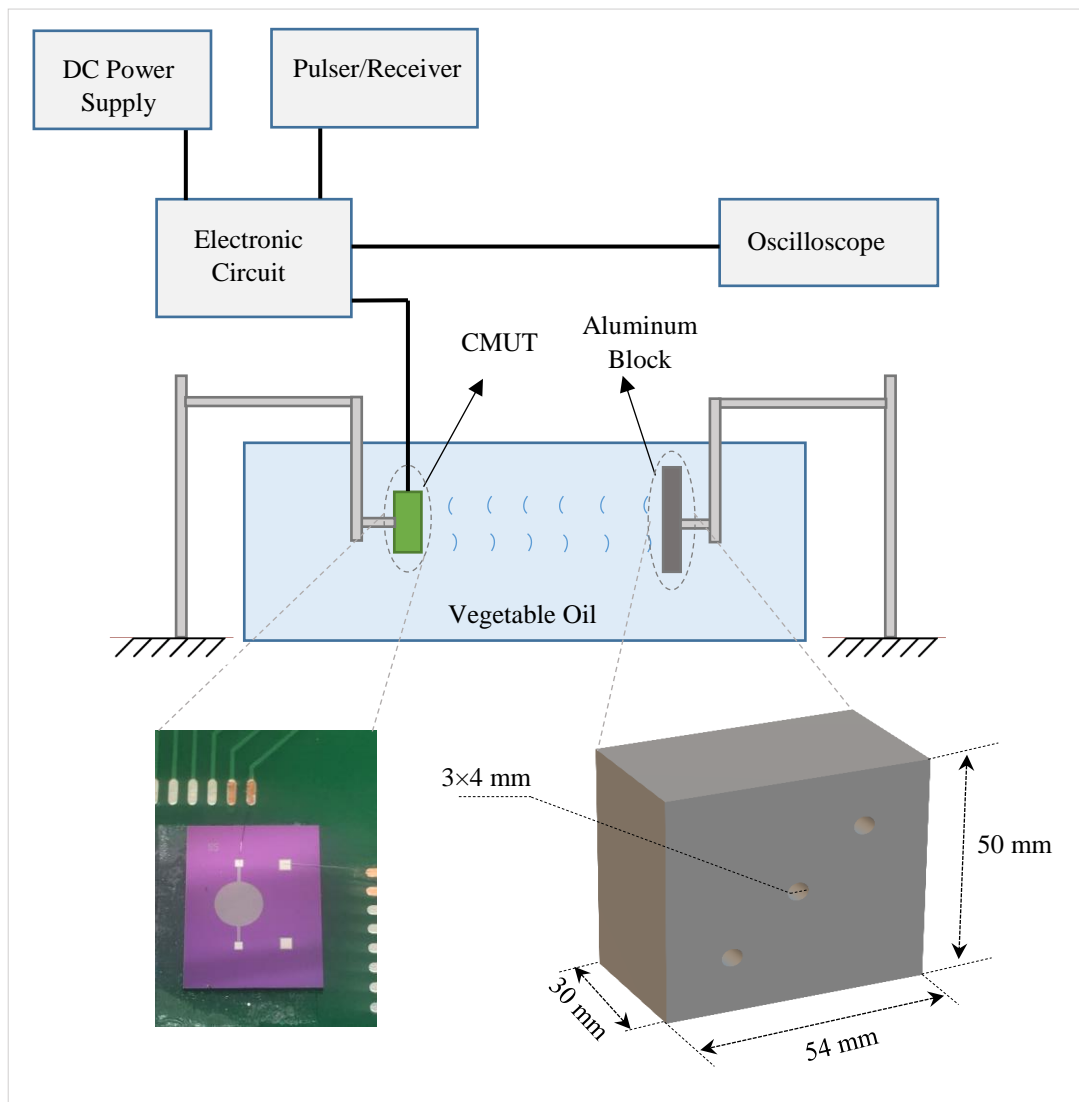 DC Power
Supply
Pulser/Receiver
Electronic
Circuit
Oscilloscope
CMUT
Aluminum
Block
Vegetable Oil
3×4 mm
50 mm
30 mm
54 mm